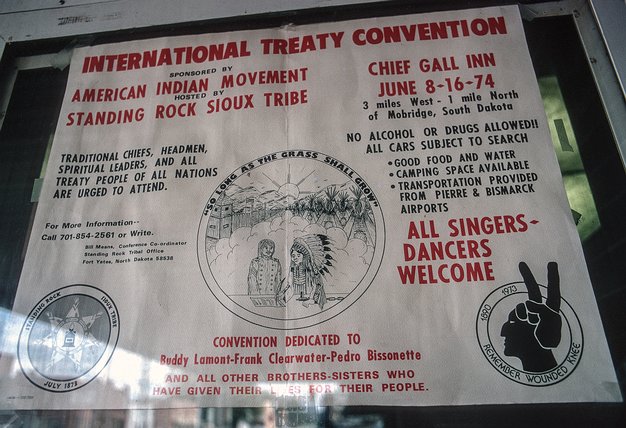 INTERNATIONAL TREATY CONVENTION
SPONSORED BY
AMERICAN INDIAN MOVEMENT
HOSTED BY
STANDING ROCK SIOUX TRIBE
CHIEF GALL INN
JUNE 8-16-74
3 miles West - 1 mile North
of Mobridge, South Dakota
NO ALCOHOL OR DRUGS ALLOWED!!
ALL CARS SUBJECT TO SEARCH
• GOOD FOOD AND WATER
• CAMPING SPACE AVAILABLE
• TRANSPORTATION PROVIDED
FROM PIERRE & BISMARCK
AIRPORTS
TRADITIONAL CHIEFS, HEADMEN,
SPIRITUAL LEADERS, AND ALL
TREATY PEOPLE OF ALL NATIONS
ARE URGED TO ATTEND.
For More Information--
Call 701-854-2561 or Write.
Bill Means, Conference Co-ordinator
Standing Rock Tribal Office
Fort Yates, North Dakota 58538
"SO LONG AS THE GRASS SHALL GROW"
ALL SINGERS-
DANCERS
WELCOME
STANDING ROCK SIOUX TRIBE
JULY 1873
1890 1973
REMEMBER WOUNDED KNEE
CONVENTION DEDICATED TO
Buddy Lamont-Frank Clearwater-Pedro Bissonette
AND ALL OTHER BROTHERS-SISTERS WHO
HAVE GIVEN THEIR L ES FOR THEIR PEOPLE.